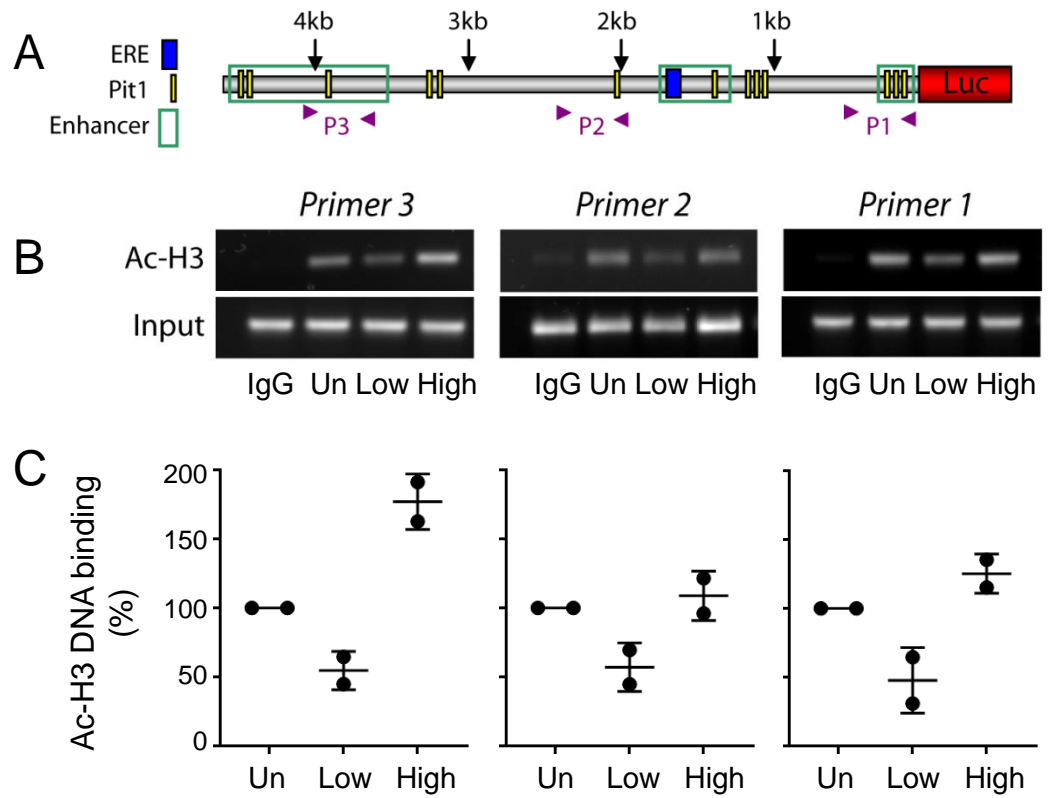 A
4kb 3kb 2kb 1kb
ERE
Pit1
Enhancer
Luc
P3 P2 P1
Primer 3 Primer 2 Primer 1
B
Ac-H3
Input
IgG Un Low High IgG Un Low High IgG Un Low High
C
Ac-H3 DNA binding
(%)
200
150
100
50
0
Un Low High Un Low High Un Low High